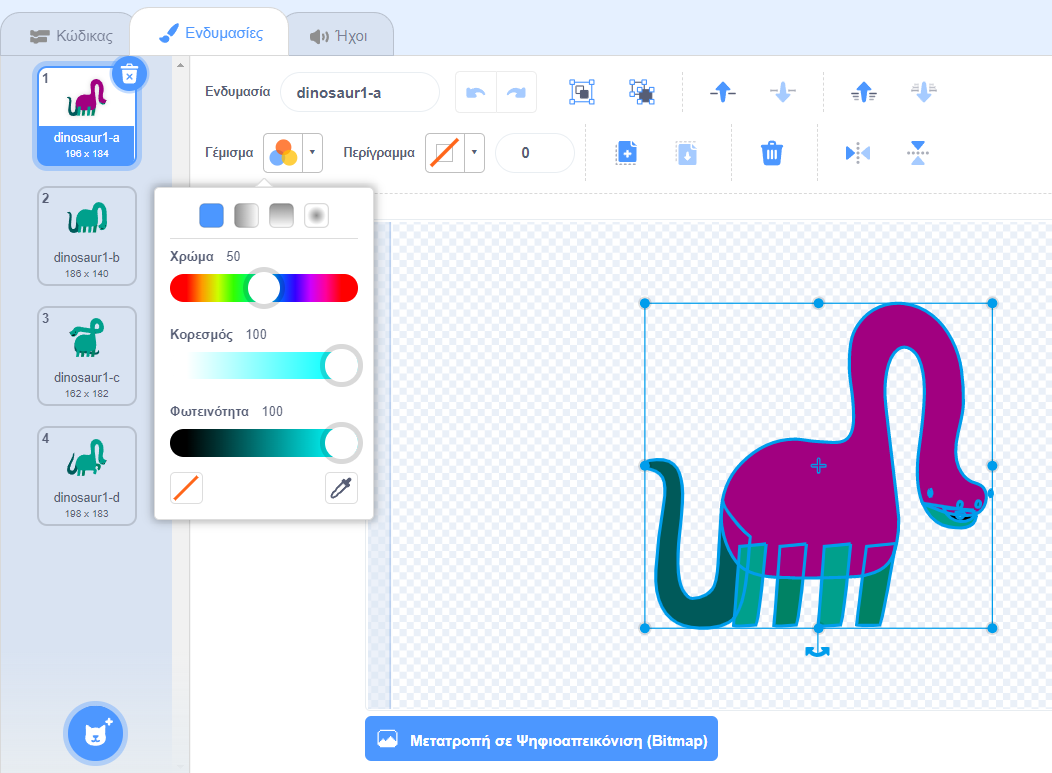 Κώδικας
Ενδυμασίες
Ήχοι
1
dinosaur1-a
196 x 184
2
dinosaur1-b
186 x 140
3
dinosaur1-c
162 x 182
4
dinosaur1-d
198 x 183
Ενδυμασία
dinosaur1-a
Γέμισμα
Περίγραμμα
0
Χρώμα 50
Κορεσμός 100
Φωτεινότητα 100
Μετατροπή σε Ψηφιοαπεικόνιση (Bitmap)